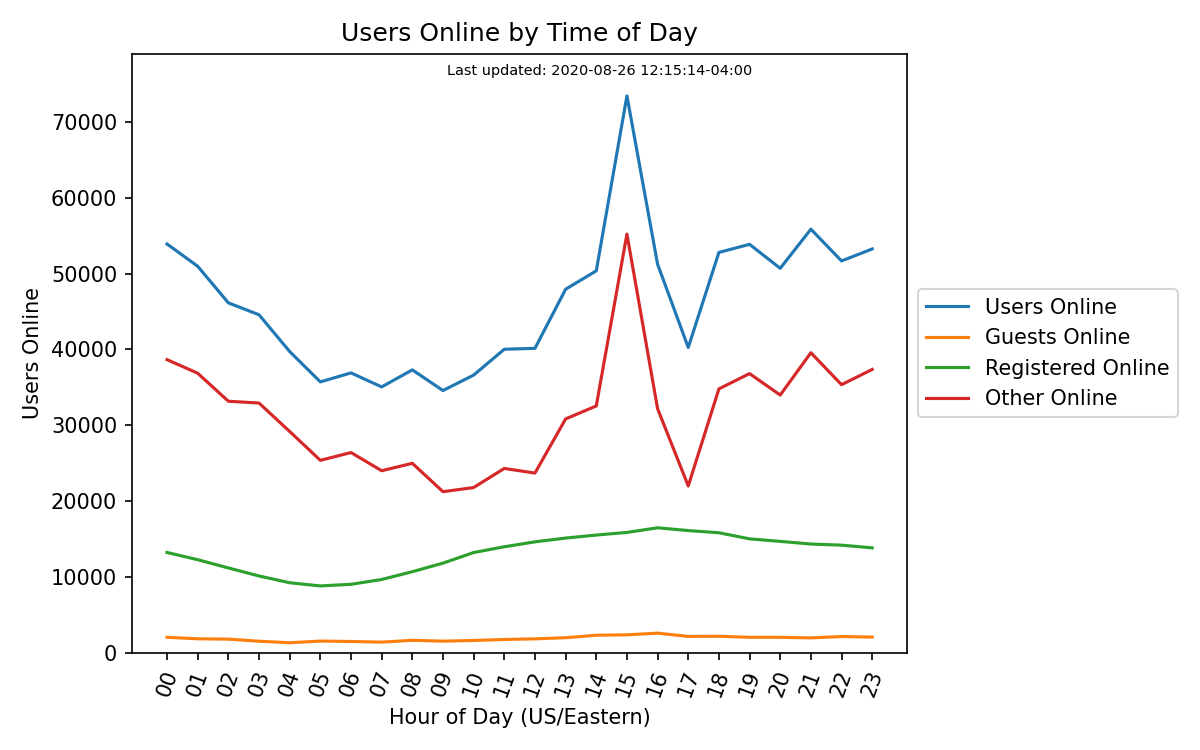 Users Online by Time of Day
Last updated: 2020-08-26 12:15:14-04:00
Users Online
70000
60000
50000
40000
30000
20000
10000
0
00 01 02 03 04 05 06 07 08 09 10 11 12 13 14 15 16 17 18 19 20 21 22 23
Hour of Day (US/Eastern)
Users Online
Guests Online
Registered Online
Other Online